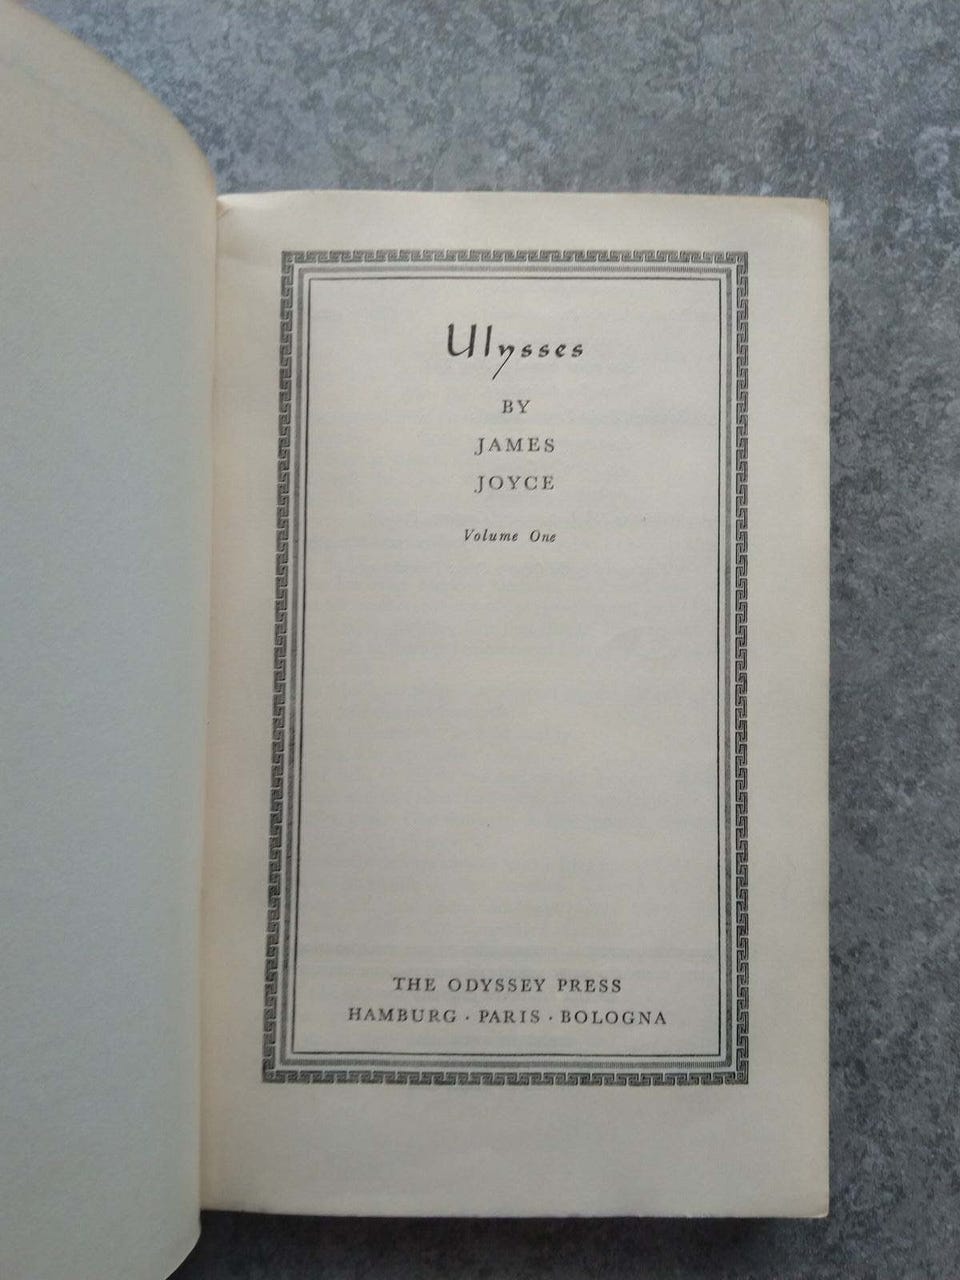 Ulysses
BY
JAMES
JOYCE
Volume One
THE ODYSSEY PRESS
HAMBURG · PARIS · BOLOGNA